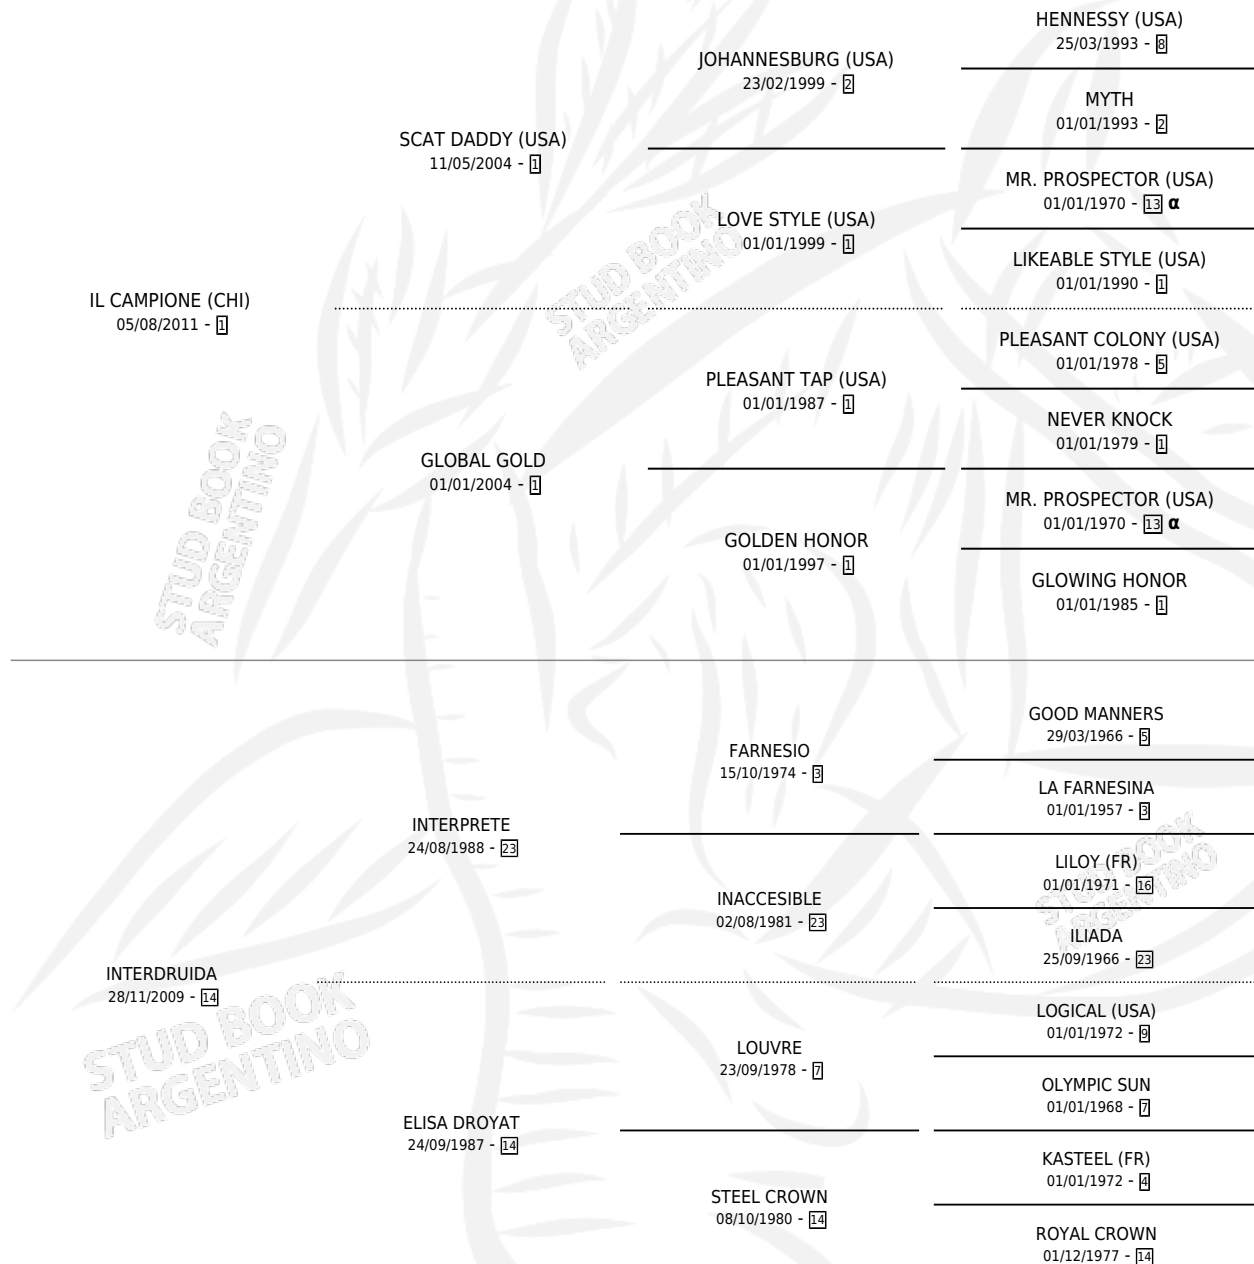 HENNESSY (USA)
25/03/1993 - 8
JOHANNESBURG (USA)
23/02/1999 - 2
MYTH
01/01/1993 - 2
SCAT DADDY (USA)
11/05/2004 - 1
MR. PROSPECTOR (USA)
01/01/1970 - 13 α
LOVE STYLE (USA)
01/01/1999 - 1
LIKEABLE STYLE (USA)
01/01/1990 - 1
IL CAMPIONE (CHI)
05/08/2011 - 1
PLEASANT COLONY (USA)
01/01/1978 - 5
PLEASANT TAP (USA)
01/01/1987 - 1
NEVER KNOCK
01/01/1979 - 1
GLOBAL GOLD
01/01/2004 - 1
MR. PROSPECTOR (USA)
01/01/1970 - 13 α
GOLDEN HONOR
01/01/1997 - 1
GLOWING HONOR
01/01/1985 - 1
GOOD MANNERS
29/03/1966 - 5
FARNESIO
15/10/1974 - 3
LA FARNESINA
01/01/1957 - 3
INTERPRETE
24/08/1988 - 23
LILOY (FR)
01/01/1971 - 16
INACCESIBLE
02/08/1981 - 23
ILIADA
25/09/1966 - 23
INTERDRUIDA
28/11/2009 - 14
LOGICAL (USA)
01/01/1972 - 9
LOUVRE
23/09/1978 - 7
OLYMPIC SUN
01/01/1968 - 7
ELISA DROYAT
24/09/1987 - 14
KASTEEL (FR)
01/01/1972 - 4
STEEL CROWN
08/10/1980 - 14
ROYAL CROWN
01/12/1977 - 14
STUD BOOK
ARGENTINO
STUD BOOK
ARGENTINO
STUD BOOK
ARGENTINO
STUD BOOK
ARGENTINO